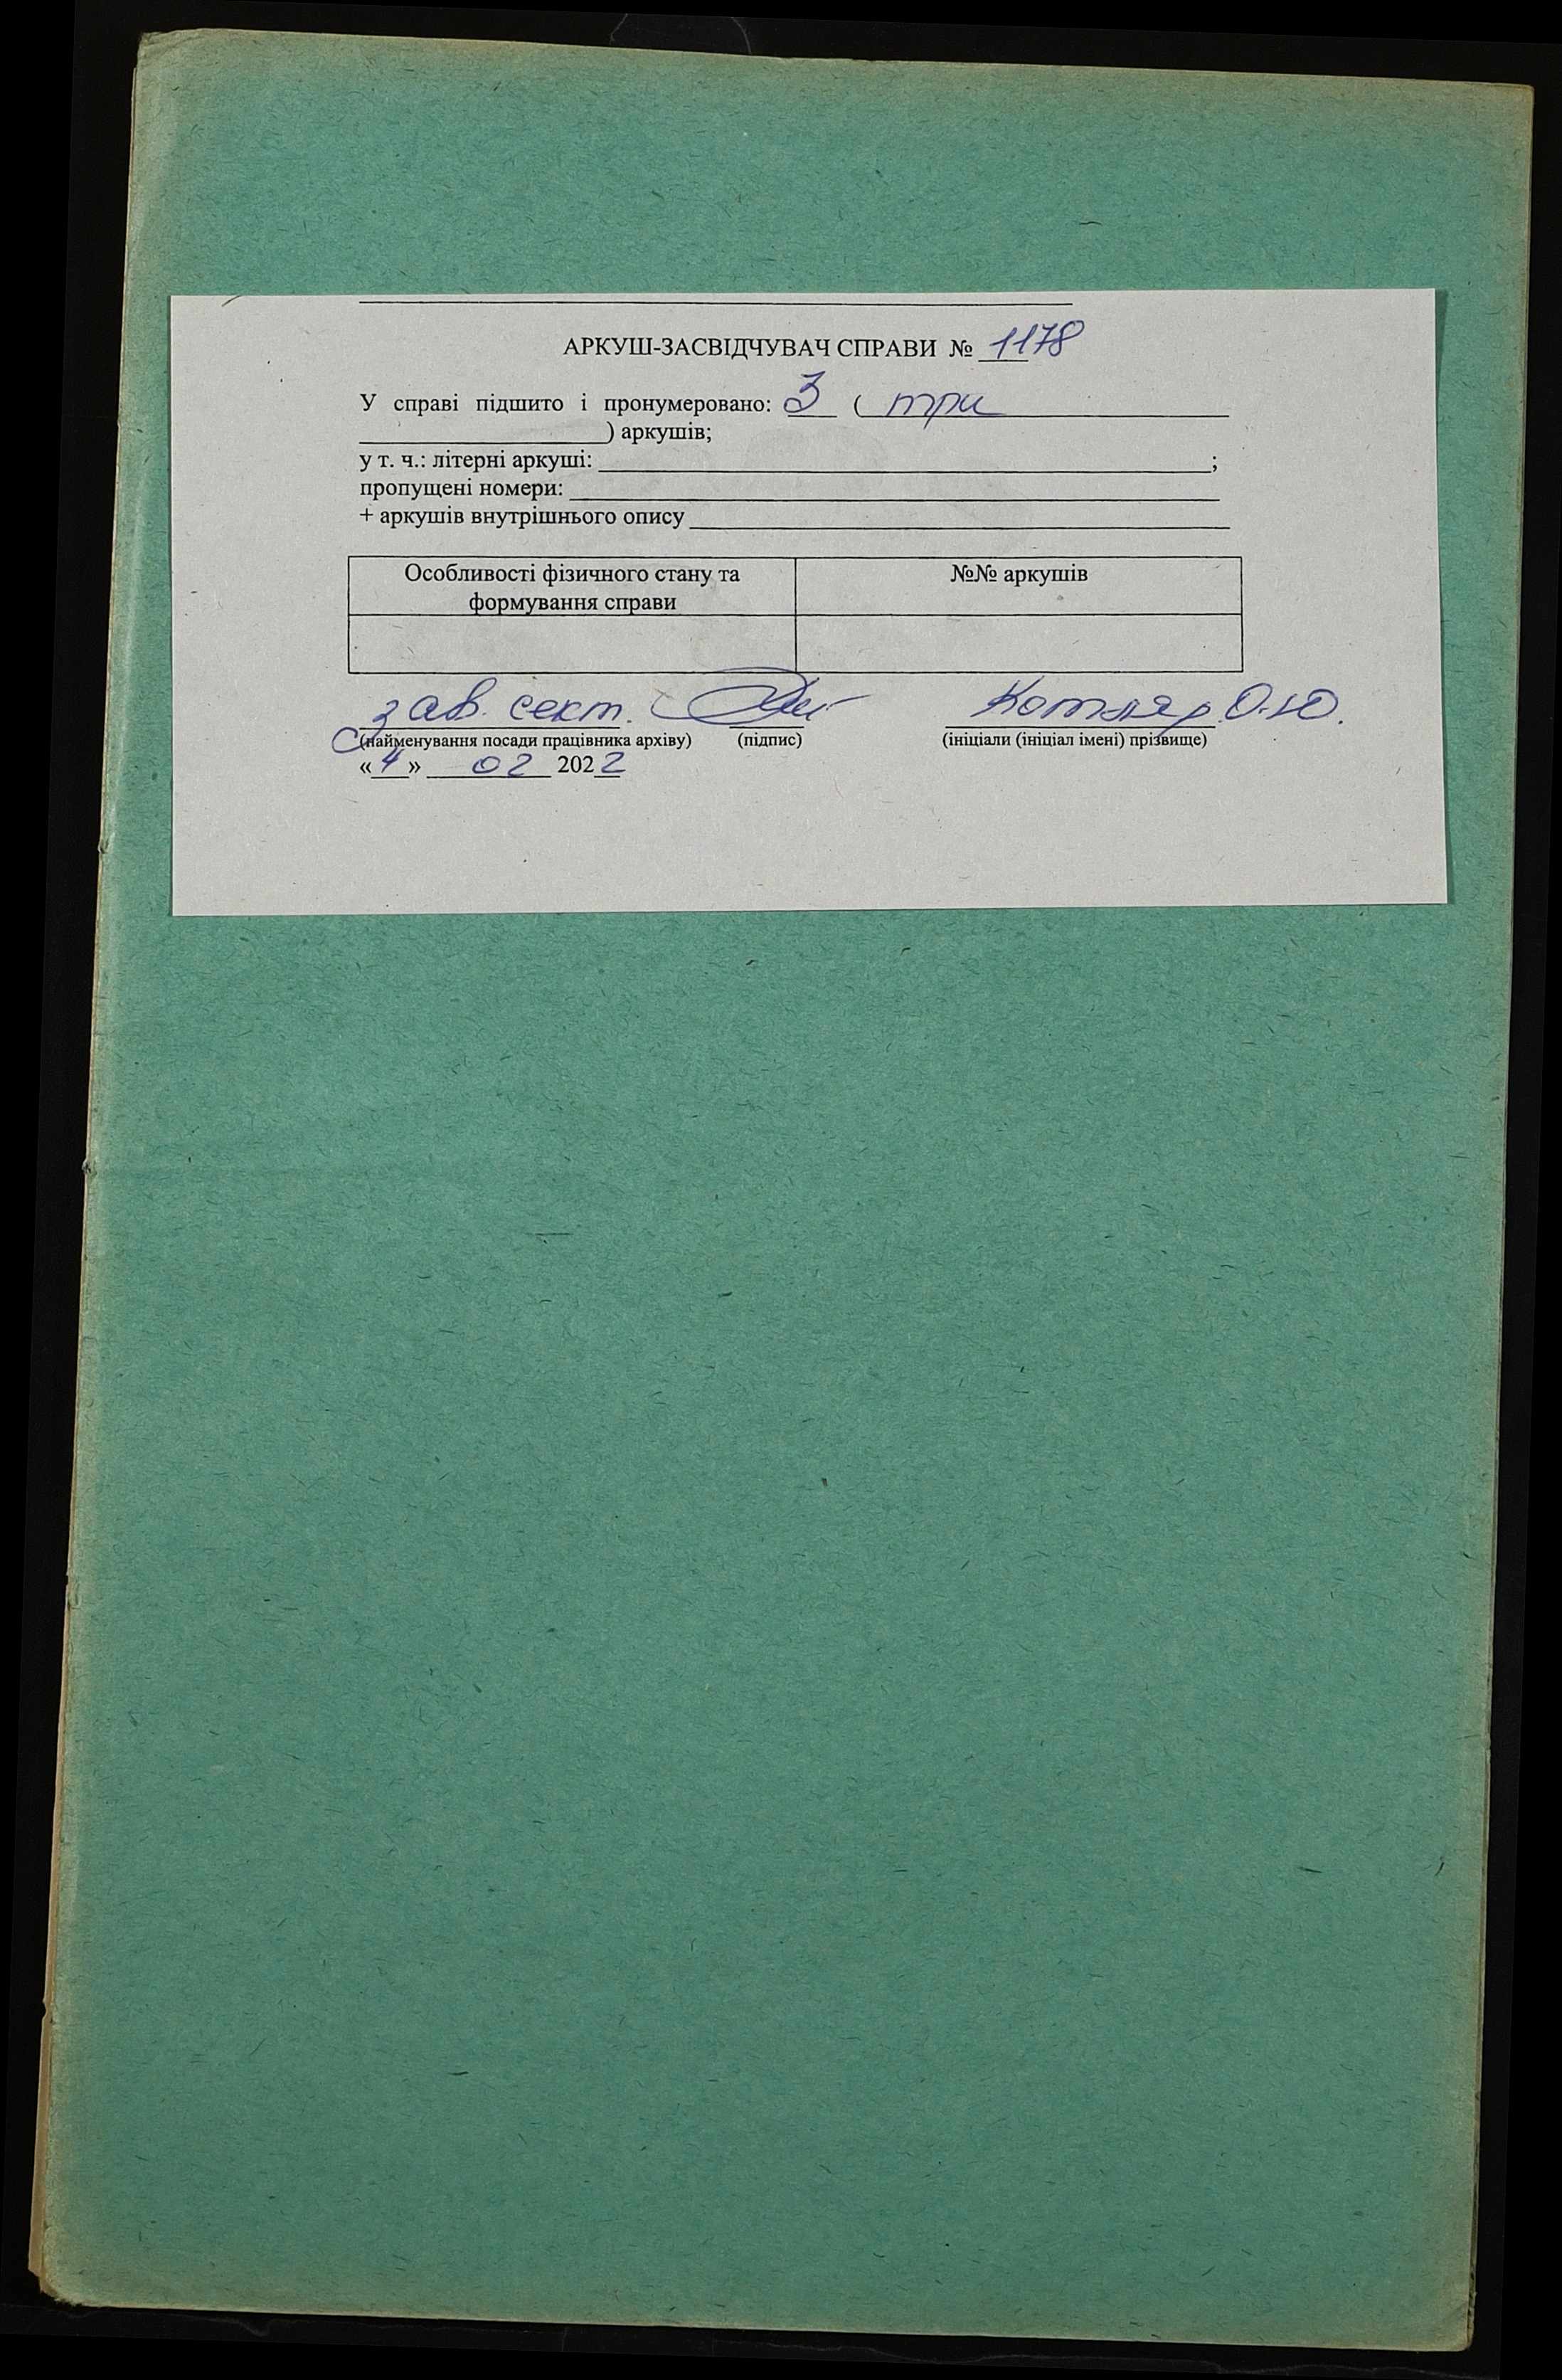 АРКУШ-ЗАСВІДЧУВАЧ СПРАВИ № 1178
У справі підшито і пронумеровано: 3 ( три
) аркушів;
у т. ч.: літерні аркуші: ;
пропущені номери:
+ аркушів внутрішнього опису
Особливості фізичного стану та формування справи №№ аркушів
зав. сект. Котляр О.Ю.
(найменування посади працівника архіву) (підпис) (ініціали (ініціал імені) прізвище)
«4» 02 2022